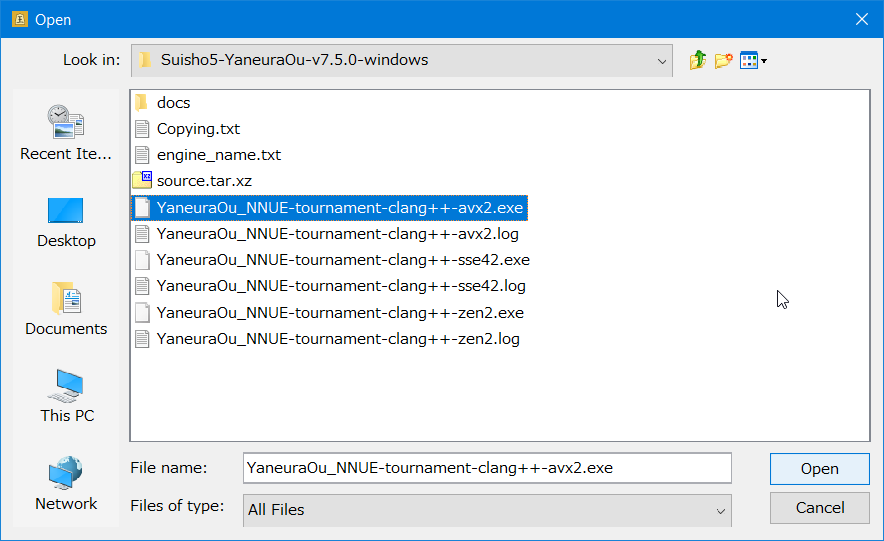 Open
Look in: Suisho5-YaneuraOu-v7.5.0-windows
Recent Ite...
Desktop
Documents
This PC
Network
docs
Copying.txt
engine_name.txt
source.tar.xz
YaneuraOu_NNUE-tournament-clang++-avx2.exe
YaneuraOu_NNUE-tournament-clang++-avx2.log
YaneuraOu_NNUE-tournament-clang++-sse42.exe
YaneuraOu_NNUE-tournament-clang++-sse42.log
YaneuraOu_NNUE-tournament-clang++-zen2.exe
YaneuraOu_NNUE-tournament-clang++-zen2.log
File name: YaneuraOu_NNUE-tournament-clang++-avx2.exe Open
Files of type: All Files Cancel